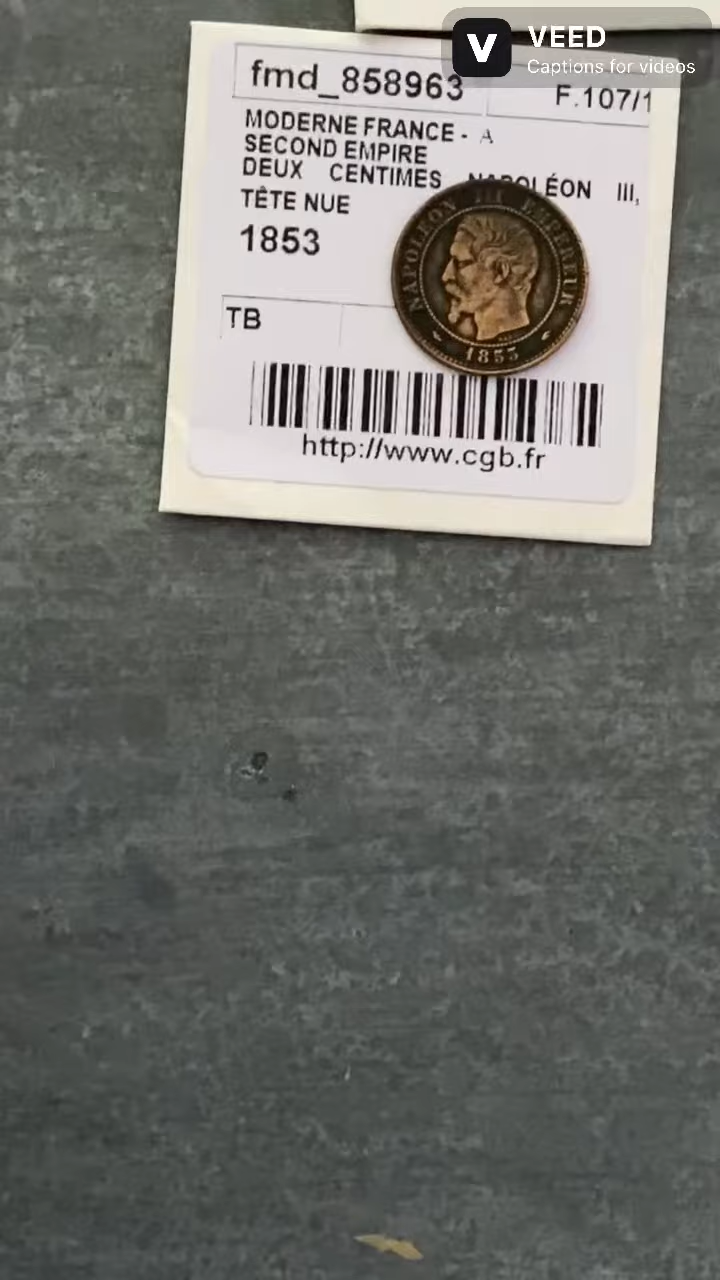 VEED
Captions for videos
fmd_858963
F.107/1
MODERNE FRANCE - A
SECOND EMPIRE
DEUX CENTIMES NAPOLÉON III,
TÊTE NUE
1853
TB
NAPOLEON III EMPEREUR
1853
http://www.cgb.fr